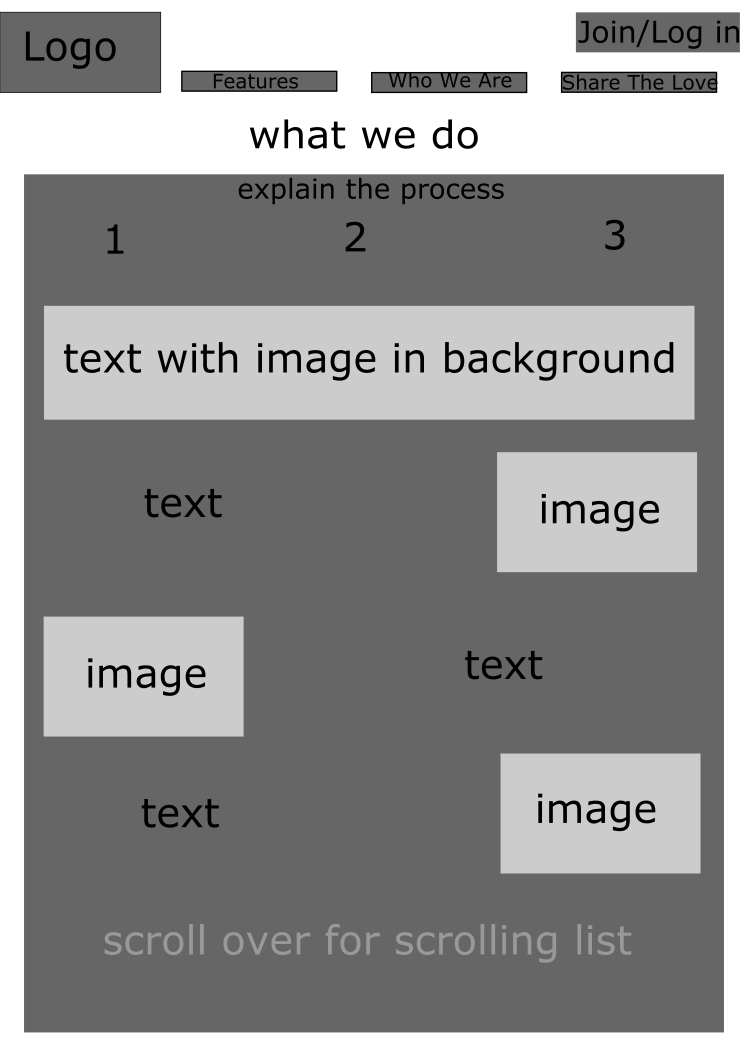 Logo
Join/Log in
Features
Who We Are
Share The Love
what we do
explain the process
1
2
3
text with image in background
text
image
image
text
text
image
scroll over for scrolling list